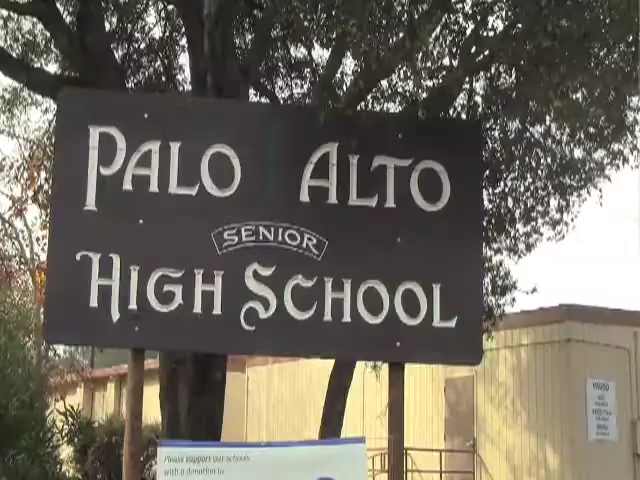 PALO ALTO
SENIOR
HIGH SCHOOL
Please support our schools
with a donation to